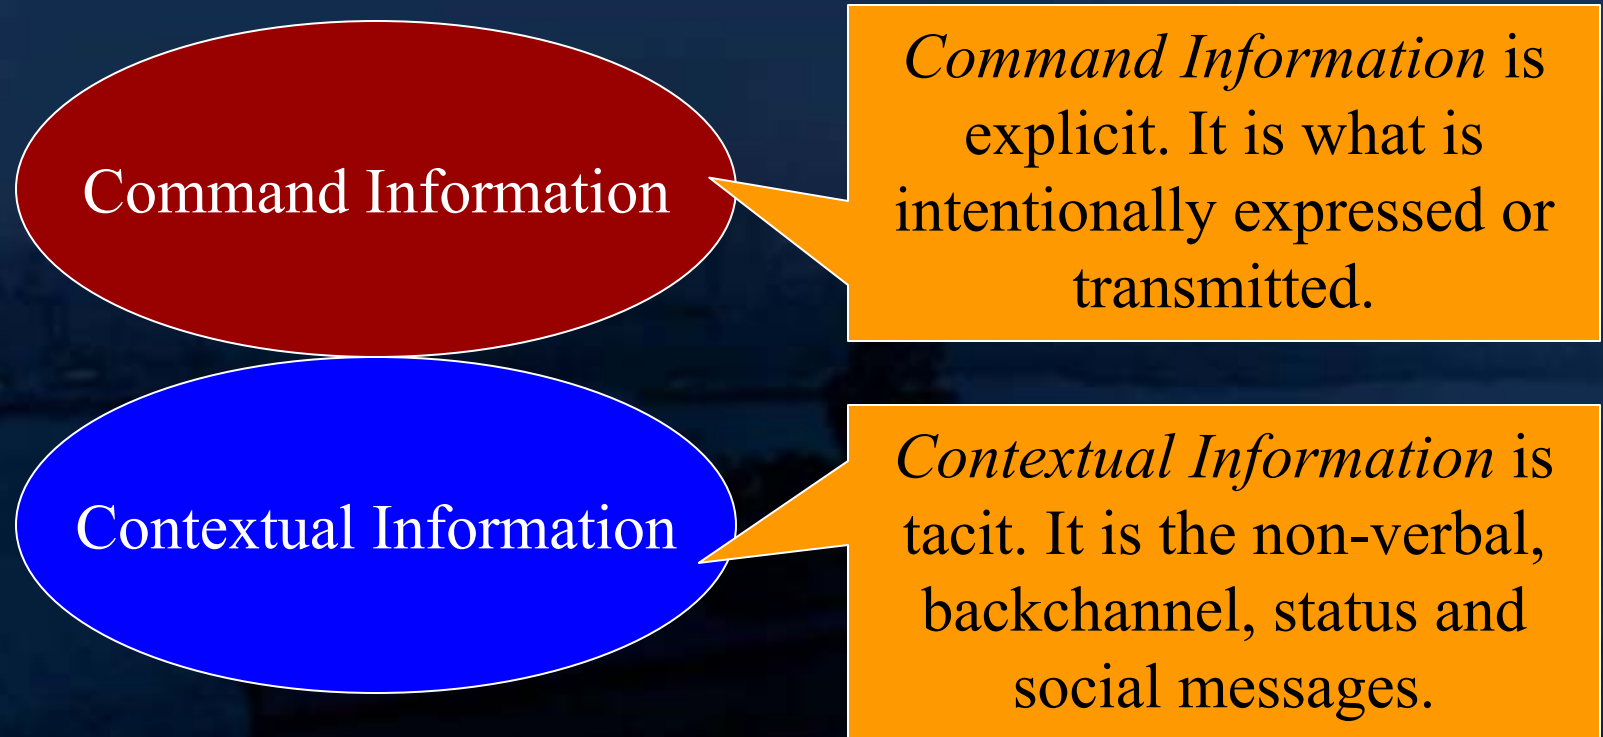 Command Information
Command Information is
explicit. It is what is
intentionally expressed or
transmitted.
Contextual Information
Contextual Information is
tacit. It is the non-verbal,
backchannel, status and
social messages.